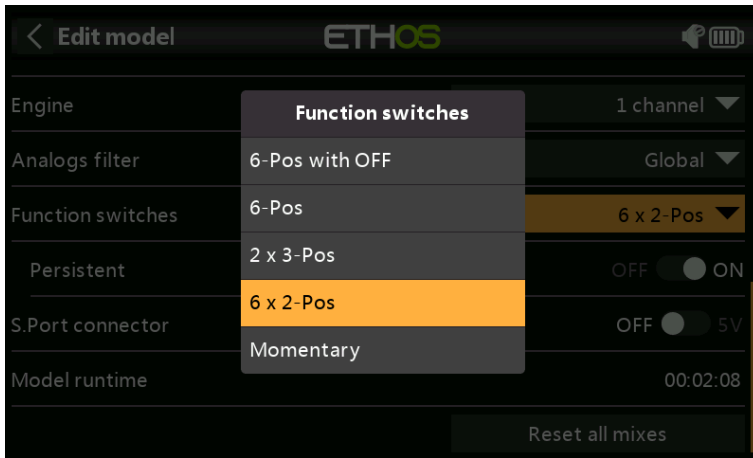 Edit model
ETHOS
Engine
1 channel
Analogs filter
Global
Function switches
6 x 2-Pos
Persistent
OFF ON
S.Port connector
OFF 5V
Model runtime
00:02:08
Reset all mixes
Function switches
6-Pos with OFF
6-Pos
2 x 3-Pos
6 x 2-Pos
Momentary